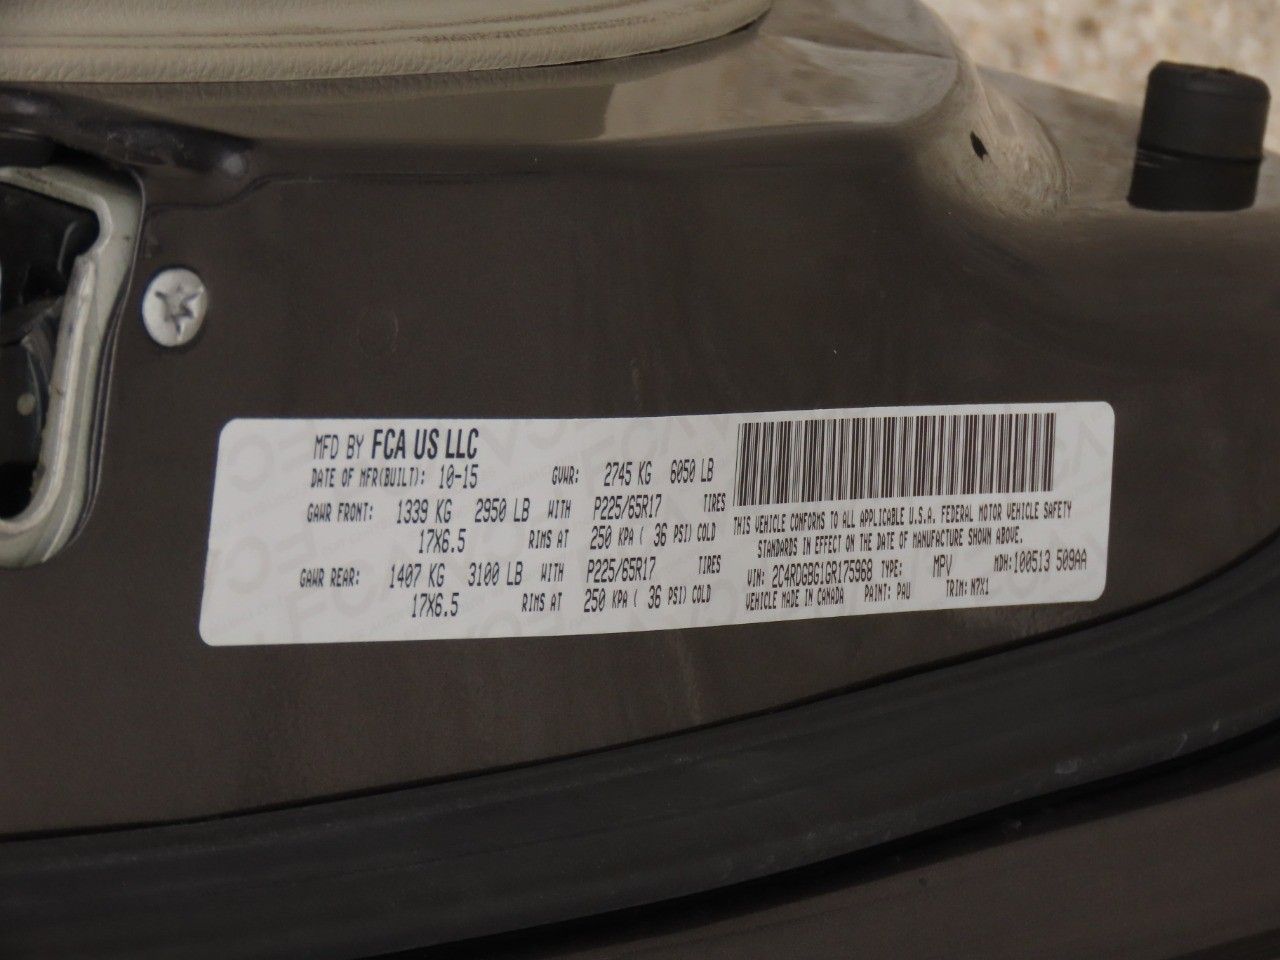 MFD BY FCA US LLC
DATE OF MFR(BUILT): 10-15 GVWR: 2745 KG 6050 LB
GAWR FRONT: 1339 KG 2950 LB WITH P225/65R17 TIRES
17X6.5 RIMS AT 250 KPA ( 36 PSI) COLD
GAWR REAR: 1407 KG 3100 LB WITH P225/65R17 TIRES
17X6.5 RIMS AT 250 KPA ( 36 PSI) COLD
THIS VEHICLE CONFORMS TO ALL APPLICABLE U.S.A. FEDERAL MOTOR VEHICLE SAFETY
STANDARDS IN EFFECT ON THE DATE OF MANUFACTURE SHOWN ABOVE.
VIN: 2C4RDGBG1GR175968 TYPE: MPV MDH: 100513 509AA
VEHICLE MADE IN CANADA PAINT: PAU TRIM: N7X1